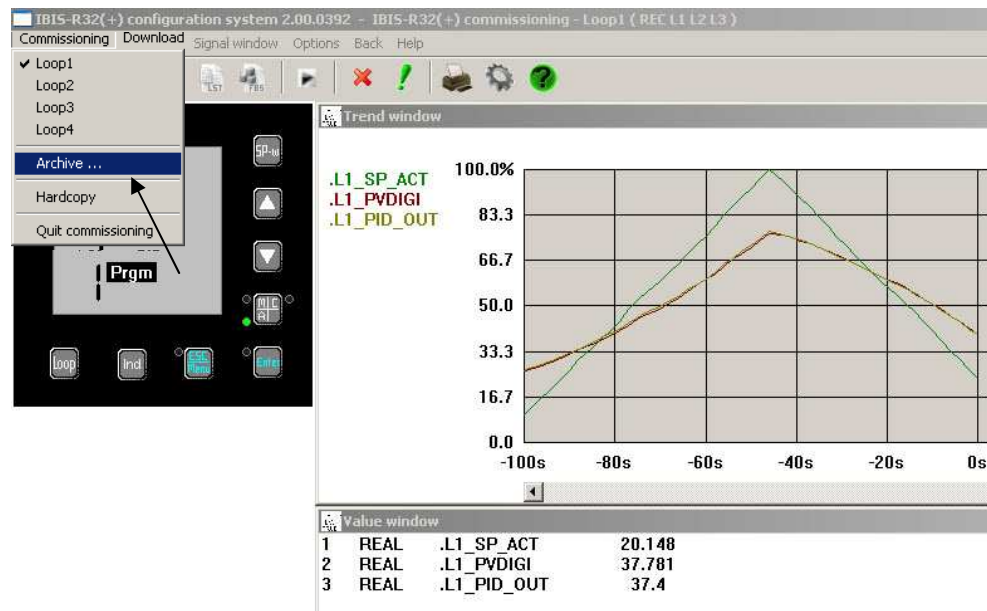 IBIS-R32(+) configuration system 2.00.0392 - IBIS-R32(+) commissioning - Loop1 ( REC L1 L2 L3 )
Commissioning Download Signal window Options Back Help
Loop1
Loop2
Loop3
Loop4
Archive ...
Hardcopy
Quit commissioning
LST FBS
Prgm
SP-w
M C
A
Loop Ind ESC Enter
Menu
Trend window
.L1_SP_ACT
.L1_PVDIGI
.L1_PID_OUT
100.0%
83.3
66.7
50.0
33.3
16.7
0.0
-100s -80s -60s -40s -20s 0s
Value window
1 REAL .L1_SP_ACT 20.148
2 REAL .L1_PVDIGI 37.781
3 REAL .L1_PID_OUT 37.4